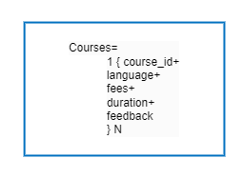 Courses=
1 { course_id+
language+
fees+
duration+
feedback
} N